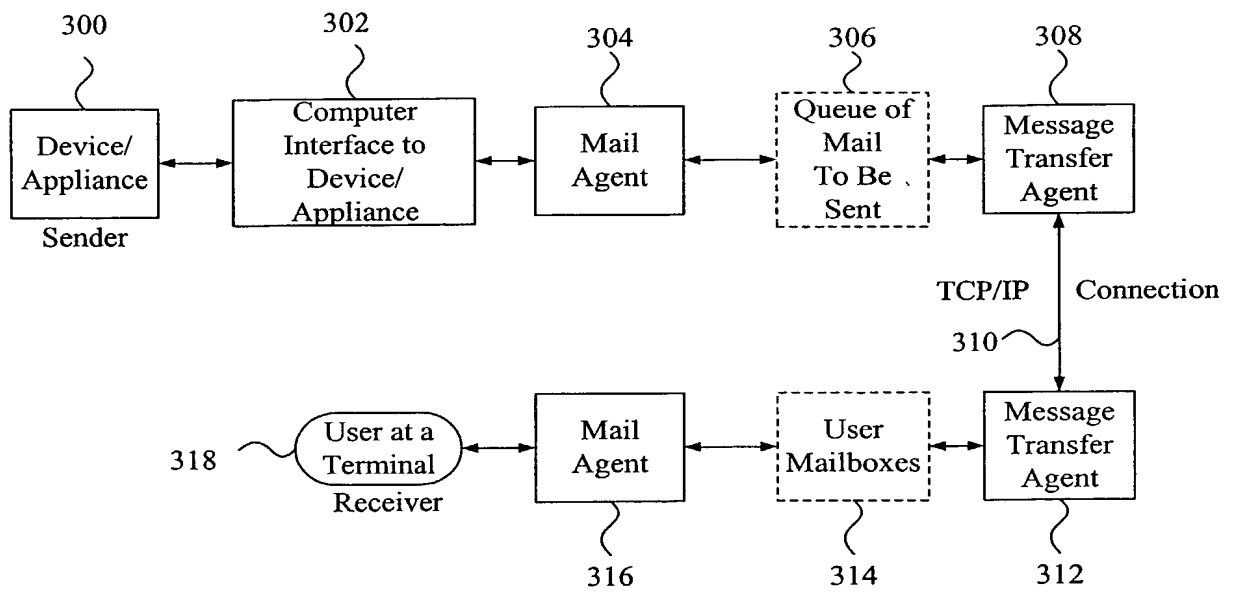 300
302
304
306
308
Device/
Appliance
Sender
Computer
Interface to
Device/
Appliance
Mail
Agent
Queue of
Mail
To Be
Sent
Message
Transfer
Agent
TCP/IP Connection
310
318
User at a
Terminal
Receiver
Mail
Agent
User
Mailboxes
Message
Transfer
Agent
316
314
312